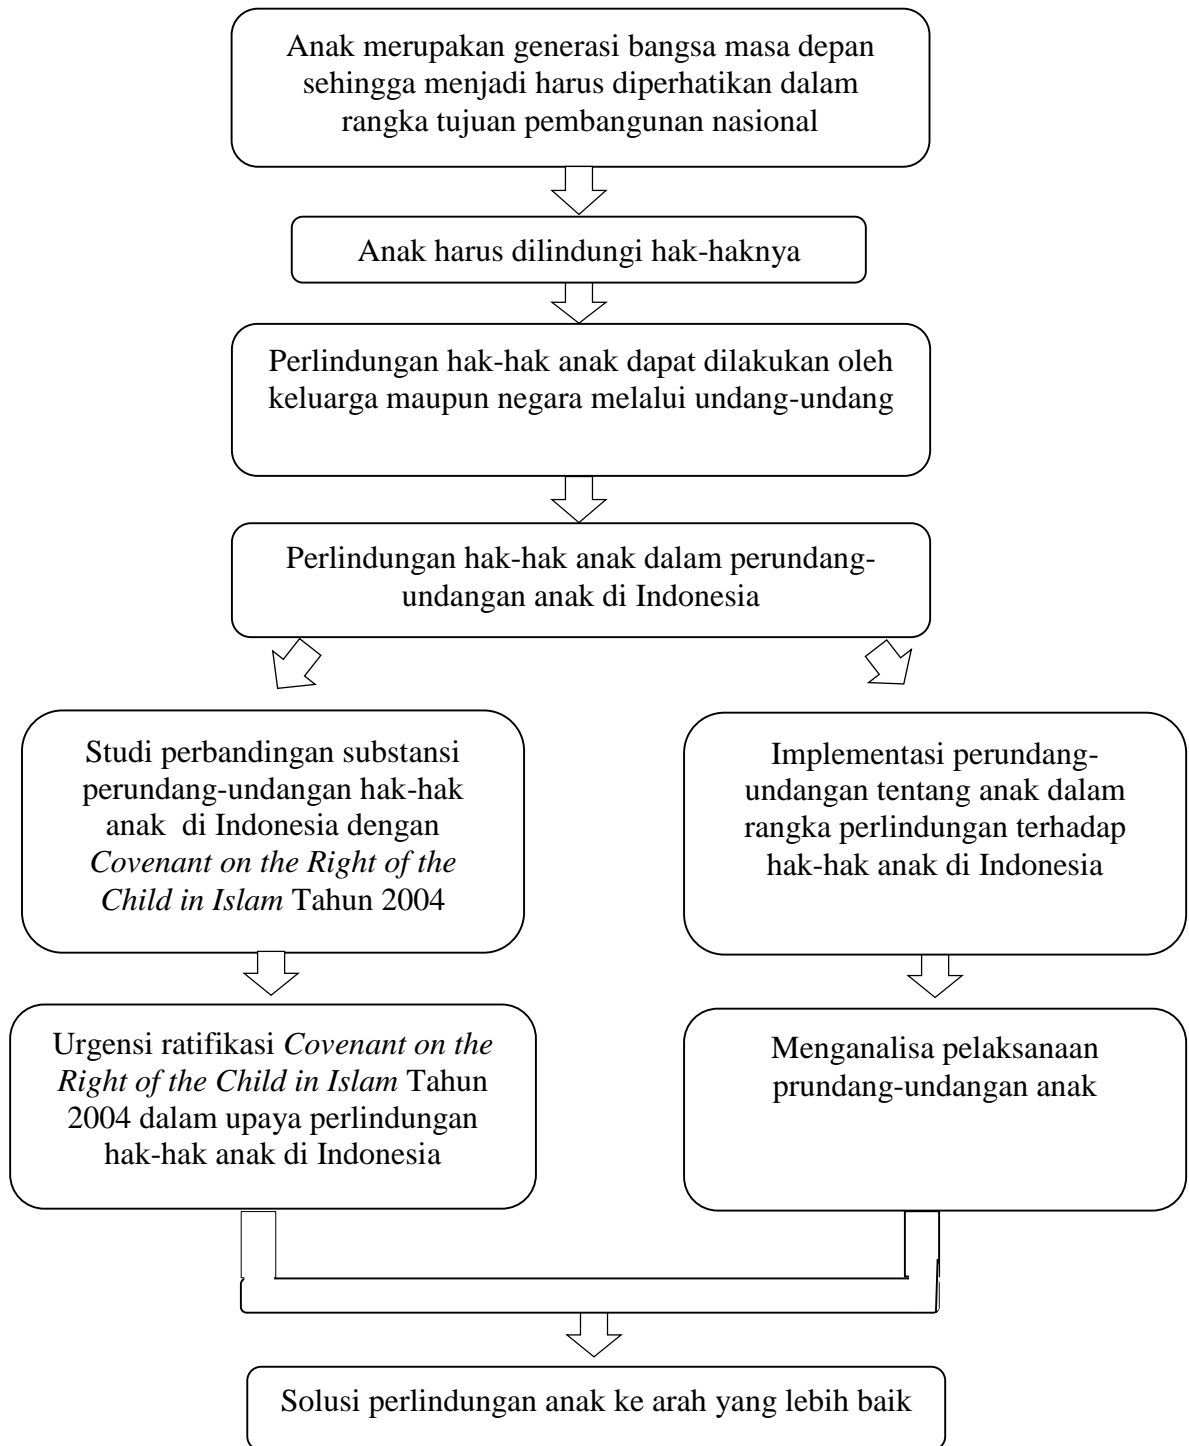 Anak merupakan generasi bangsa masa depan
sehingga menjadi harus diperhatikan dalam
rangka tujuan pembangunan nasional
Anak harus dilindungi hak-haknya
Perlindungan hak-hak anak dapat dilakukan oleh
keluarga maupun negara melalui undang-undang
Perlindungan hak-hak anak dalam perundang-
undangan anak di Indonesia
Studi perbandingan substansi
perundang-undangan hak-hak
anak di Indonesia dengan
Covenant on the Right of the
Child in Islam Tahun 2004
Implementasi perundang-
undangan tentang anak dalam
rangka perlindungan terhadap
hak-hak anak di Indonesia
Urgensi ratifikasi Covenant on the
Right of the Child in Islam Tahun
2004 dalam upaya perlindungan
hak-hak anak di Indonesia
Menganalisa pelaksanaan
prundang-undangan anak
Solusi perlindungan anak ke arah yang lebih baik